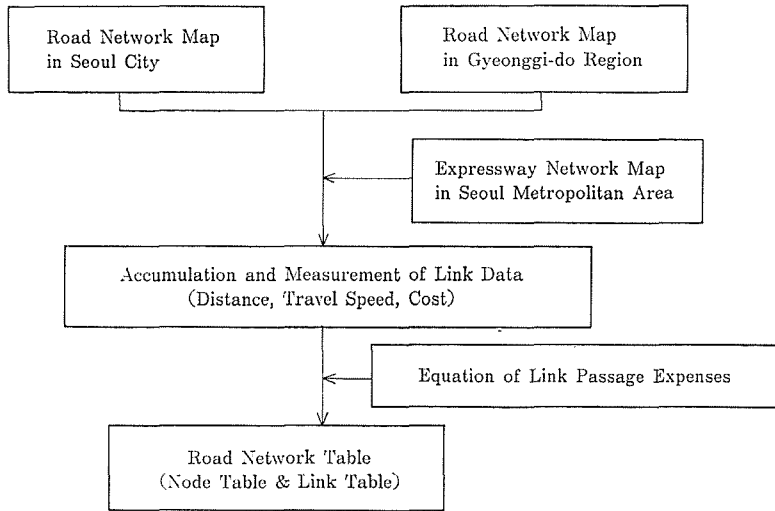 Road Network Map
in Seoul City
Road Network Map
in Gyeonggi-do Region
Expressway Network Map
in Seoul Metropolitan Area
Accumulation and Measurement of Link Data
(Distance, Travel Speed, Cost)
Equation of Link Passage Expenses
Road Network Table
(Node Table & Link Table)